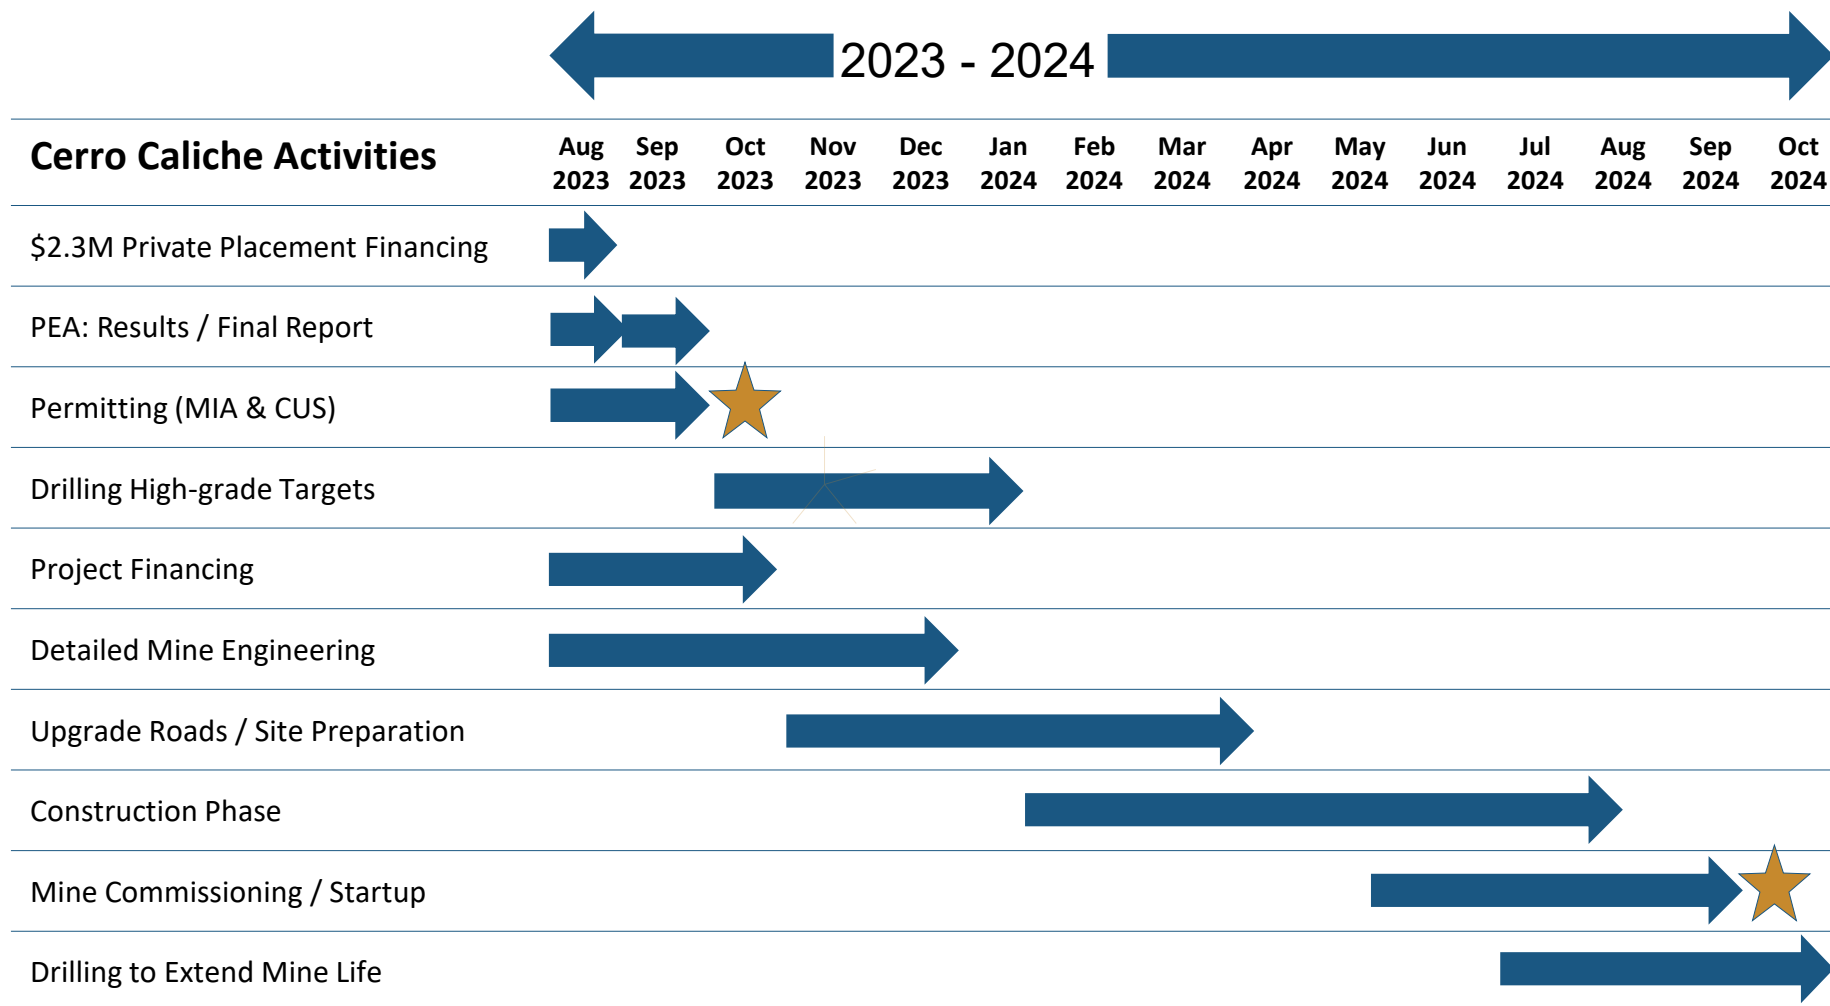 2023 - 2024
Cerro Caliche Activities
Aug Sep Oct Nov Dec Jan Feb Mar Apr May Jun Jul Aug Sep Oct
2023 2023 2023 2023 2023 2024 2024 2024 2024 2024 2024 2024 2024 2024 2024
$2.3M Private Placement Financing
PEA: Results / Final Report
Permitting (MIA & CUS)
Drilling High-grade Targets
Project Financing
Detailed Mine Engineering
Upgrade Roads / Site Preparation
Construction Phase
Mine Commissioning / Startup
Drilling to Extend Mine Life